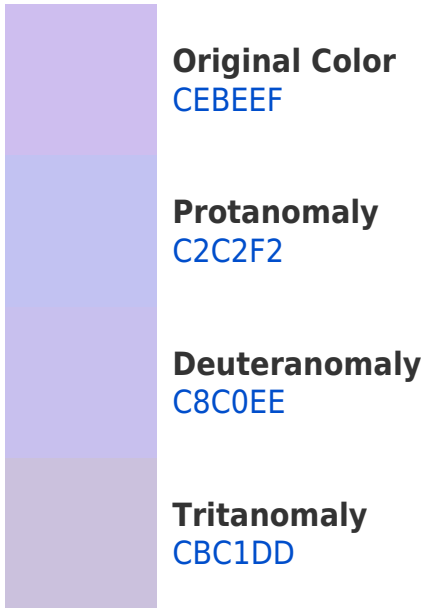 Original Color
CEBEEF
Protanomaly
C2C2F2
Deuteranomaly
C8C0EE
Tritanomaly
CBC1DD